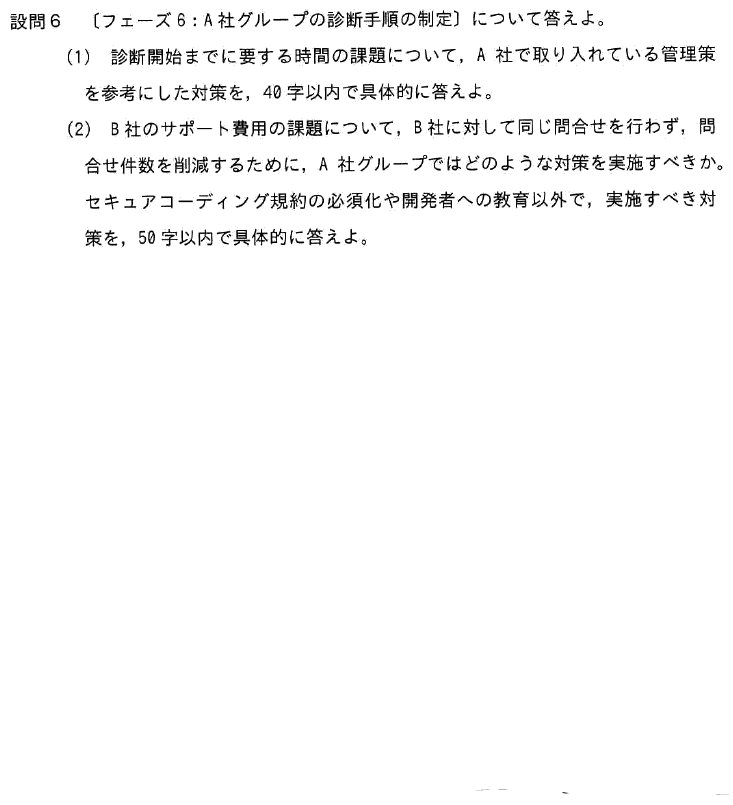 設問6 〔フェーズ6：A社グループの診断手順の制定〕について答えよ。
(1) 診断開始までに要する時間の課題について，A 社で取り入れている管理策
を参考にした対策を，40 字以内で具体的に答えよ。
(2) B社のサポート費用の課題について，B社に対して同じ問合せを行わず，問
合せ件数を削減するために，A 社グループではどのような対策を実施すべきか。
セキュアコーディング規約の必須化や開発者への教育以外で，実施すべき対
策を，50 字以内で具体的に答えよ。